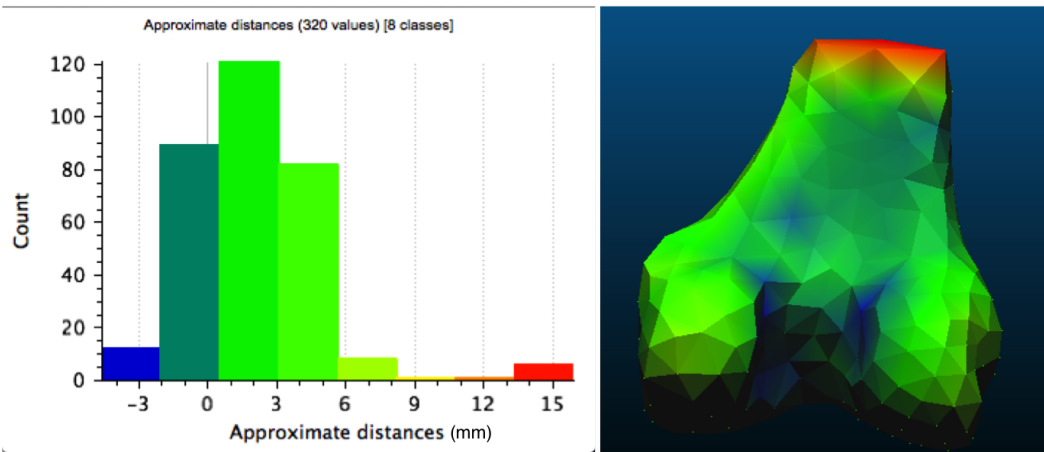 Approximate distances (320 values) [8 classes]
120
100
80
60
40
20
0
Count
-3 0 3 6 9 12 15
Approximate distances (mm)